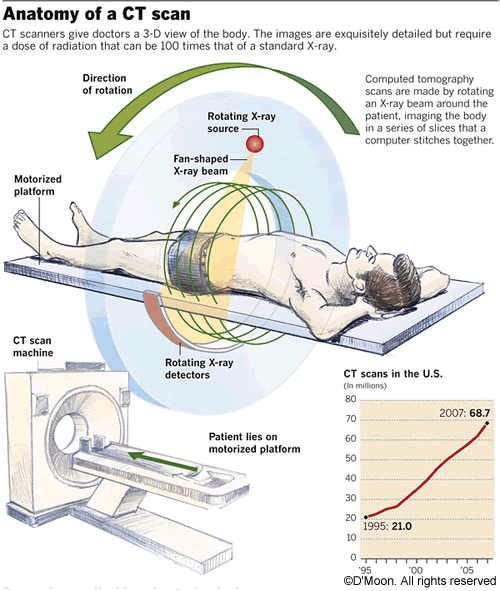 Anatomy of a CT scan
CT scanners give doctors a 3-D view of the body. The images are exquisitely detailed but require
a dose of radiation that can be 100 times that of a standard X-ray.
Direction
of rotation
Computed tomography
scans are made by rotating
an X-ray beam around the
patient, imaging the body
in a series of slices that a
computer stitches together.
Rotating X-ray
source
Fan-shaped
X-ray beam
Motorized
platform
CT scan
machine
Rotating X-ray
detectors
Patient lies on
motorized platform
CT scans in the U.S.
(In millions)
80
70
60
50
40
30
20
10
0
2007: 68.7
1995: 21.0
'95
'00
'05
©D'Moon. All rights reserved